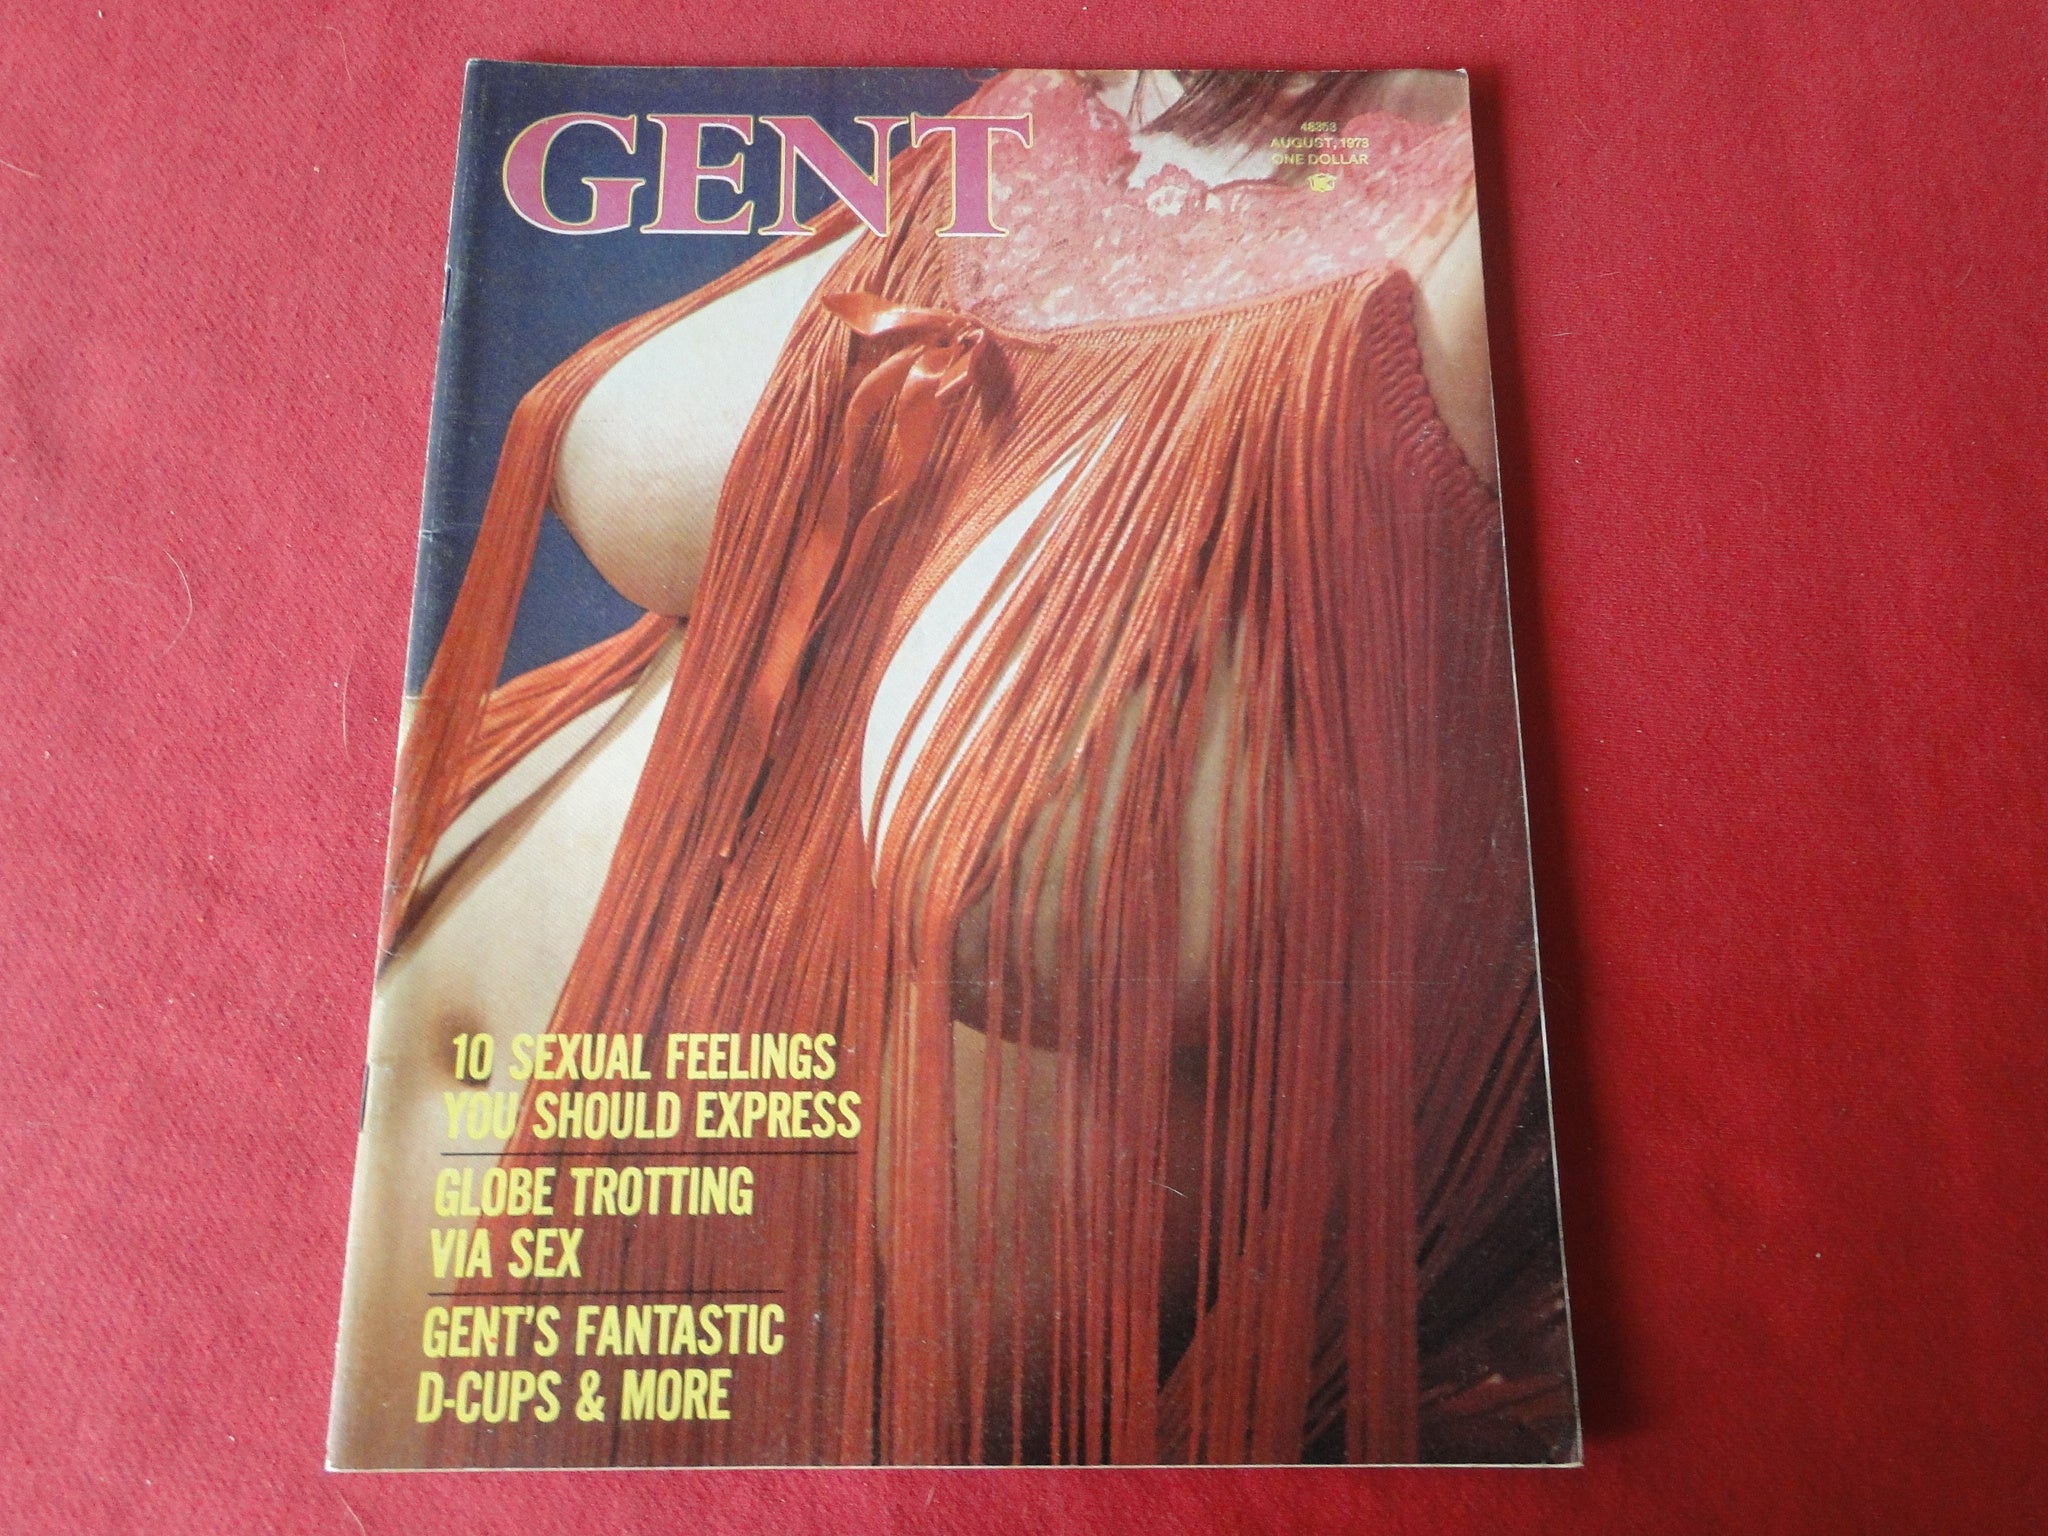 GENT
48353
AUGUST, 1973
ONE DOLLAR
10 SEXUAL FEELINGS
YOU SHOULD EXPRESS
GLOBE TROTTING
VIA SEX
GENT'S FANTASTIC
D-CUPS & MORE